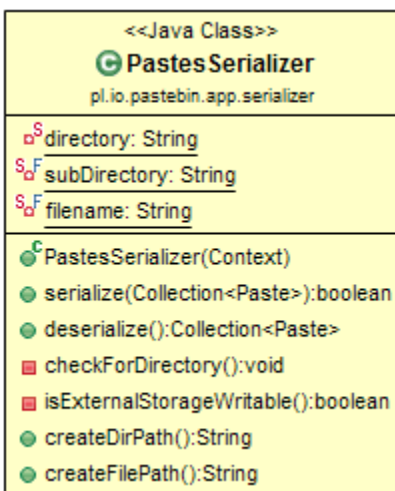 <<Java Class>>
C PastesSerializer
pl.io.pastebin.app.serializer
S directory: String
S F subDirectory: String
S F filename: String
C PastesSerializer(Context)
serialize(Collection<Paste>):boolean
deserialize():Collection<Paste>
checkForDirectory():void
isExternalStorageWritable():boolean
createDirPath():String
createFilePath():String